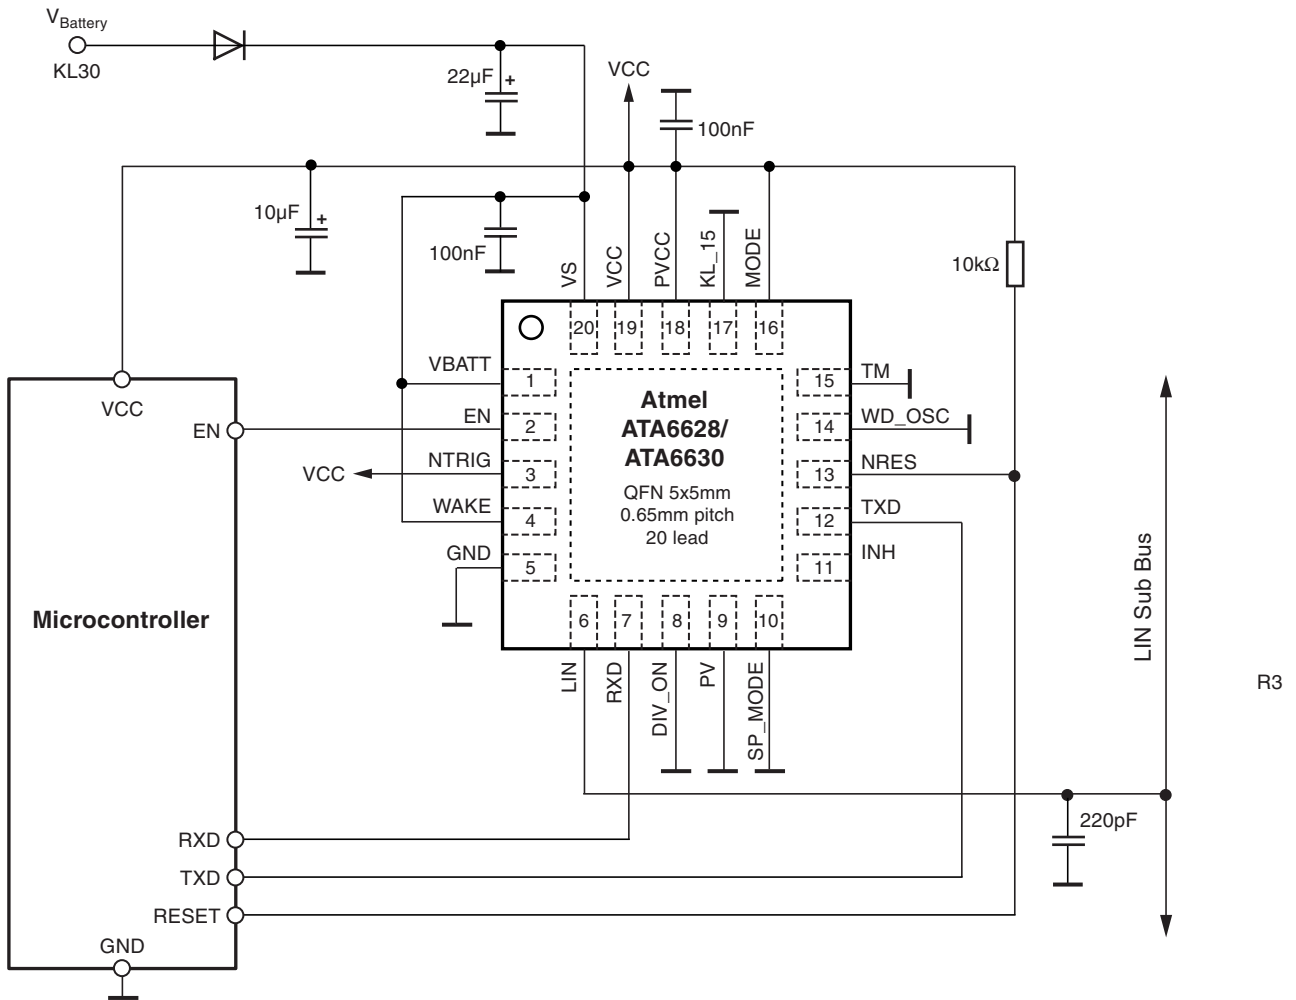 VBattery
KL30
22µF +
VCC
100nF
10µF +
100nF
VS
VCC
PVCC
KL_15
MODE
10kΩ
20
19
18
17
16
VCC
EN
VBATT
1
EN
2
VCC
NTRIG
3
WAKE
4
GND
5
Atmel
ATA6628/
ATA6630
QFN 5x5mm
0.65mm pitch
20 lead
15
TM
14
WD_OSC
13
NRES
12
TXD
11
INH
Microcontroller
6
7
8
9
10
LIN
RXD
DIV_ON
PV
SP_MODE
LIN Sub Bus
R3
220pF
RXD
TXD
RESET
GND